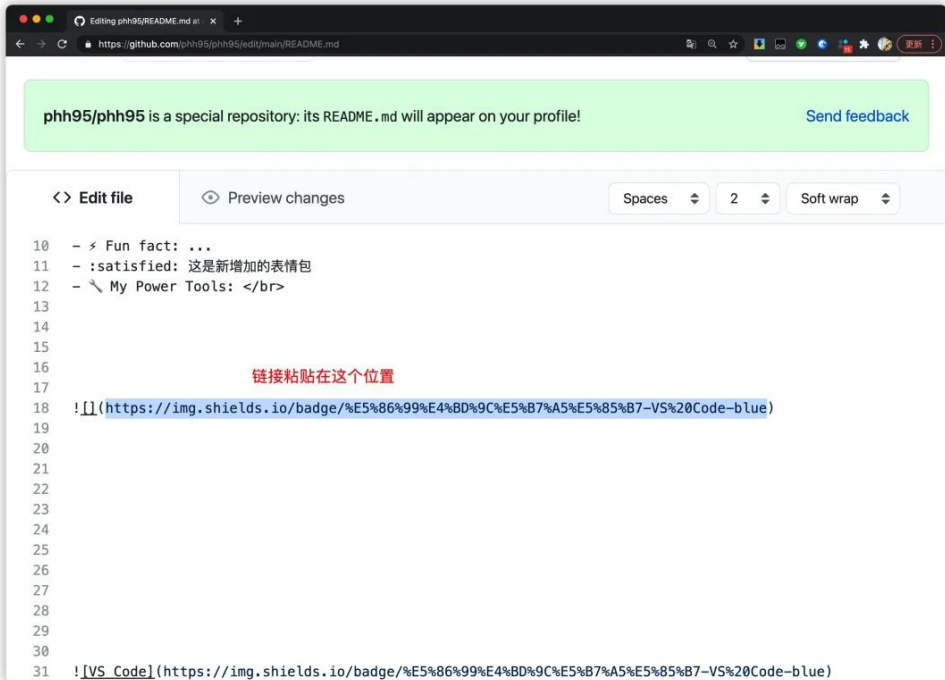 Editing phh95/README.md at
https://github.com/phh95/phh95/edit/main/README.md
更新
phh95/phh95 is a special repository: its README.md will appear on your profile!
Send feedback
<> Edit file
Preview changes
Spaces
2
Soft wrap
10 - ⚡ Fun fact: ...
11 - :satisfied: 这是新增加的表情包
12 - 🔧 My Power Tools: </br>
13
14
15
16
链接粘贴在这个位置
17
18 ![](https://img.shields.io/badge/%E5%86%99%E4%BD%9C%E5%B7%A5%E5%85%B7-VS%20Code-blue)
19
20
21
22
23
24
25
26
27
28
29
30
31 ![VS Code](https://img.shields.io/badge/%E5%86%99%E4%BD%9C%E5%B7%A5%E5%85%B7-VS%20Code-blue)